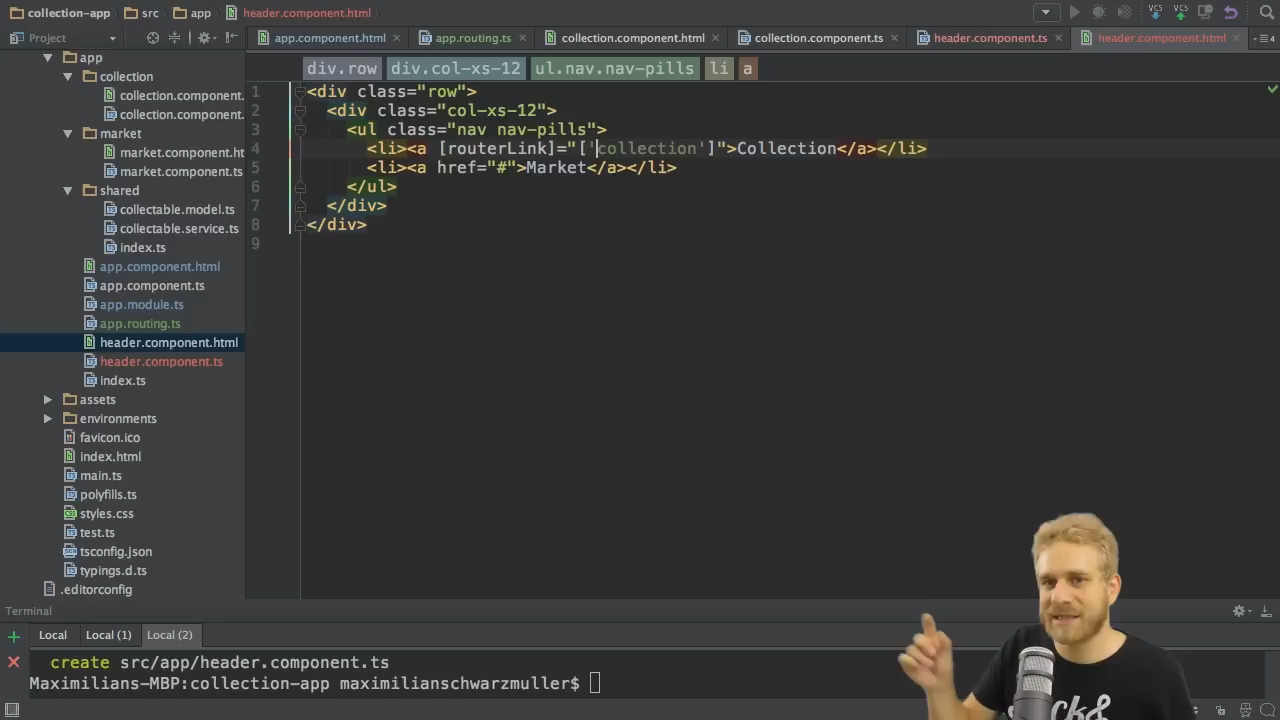 collection-app src app header.component.html
Project
app.component.html app.routing.ts collection.component.html collection.component.ts header.component.ts header.component.html 4
app
collection
collection.component.
collection.component.
market
market.component.ht
market.component.ts
shared
collectable.model.ts
collectable.service.ts
index.ts
app.component.html
app.component.ts
app.module.ts
app.routing.ts
header.component.html
header.component.ts
index.ts
assets
environments
favicon.ico
index.html
main.ts
polyfills.ts
styles.css
test.ts
tsconfig.json
typings.d.ts
.editorconfig
div.row div.col-xs-12 ul.nav.nav-pills li a
1 <div class="row">
2 <div class="col-xs-12">
3 <ul class="nav nav-pills">
4 <li><a [routerLink]="['collection']">Collection</a></li>
5 <li><a href="#">Market</a></li>
6 </ul>
7 </div>
8 </div>
9
Terminal
Local Local (1) Local (2)
create src/app/header.component.ts
Maximilians-MBP:collection-app maximilianschwarzmuller$
VCS VCS